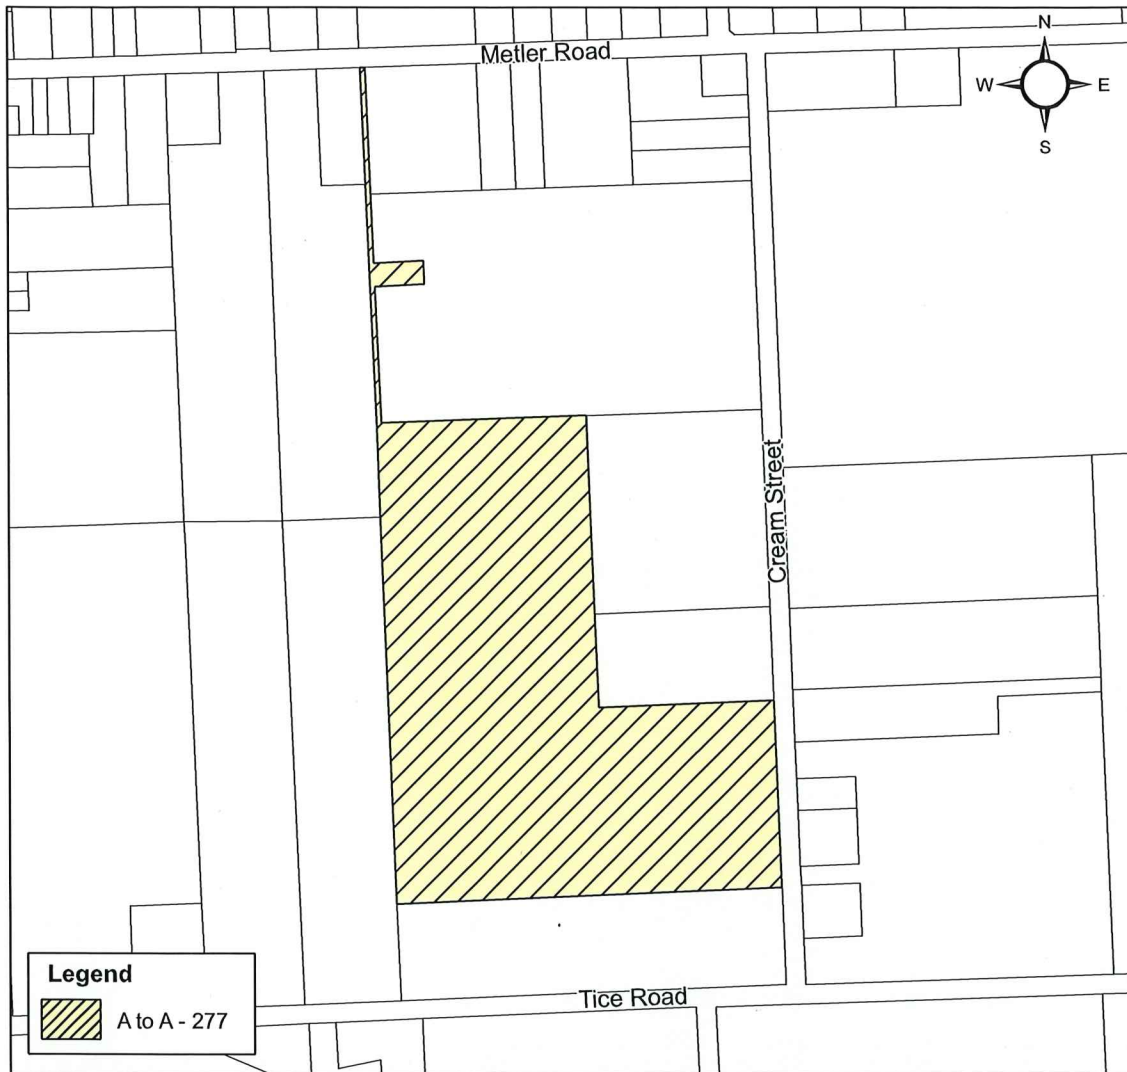 Metler Road
N
W
E
S
Cream Street
Legend
A to A - 277
Tice Road